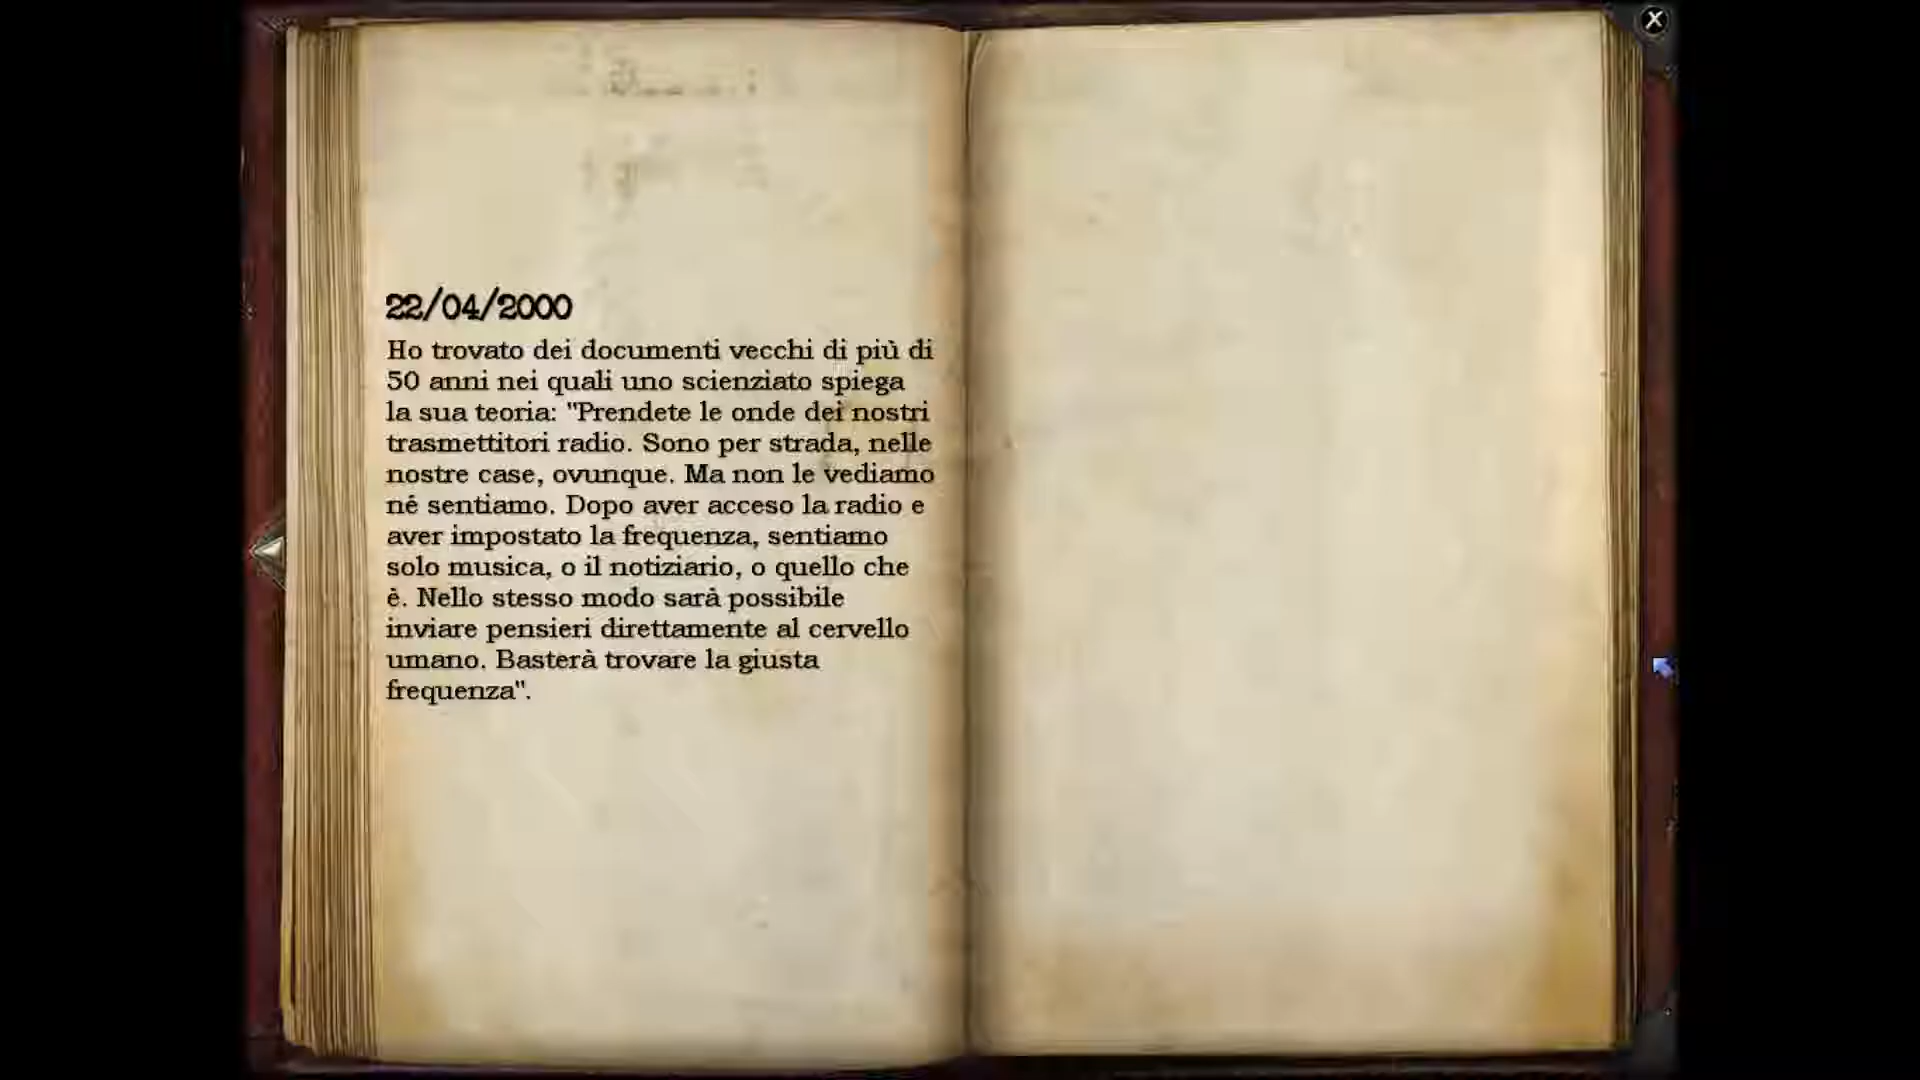 22/04/2000
Ho trovato dei documenti vecchi di più di
50 anni nei quali uno scienziato spiega
la sua teoria: "Prendete le onde dei nostri
trasmettitori radio. Sono per strada, nelle
nostre case, ovunque. Ma non le vediamo
né sentiamo. Dopo aver acceso la radio e
aver impostato la frequenza, sentiamo
solo musica, o il notiziario, o quello che
è. Nello stesso modo sarà possibile
inviare pensieri direttamente al cervello
umano. Basterà trovare la giusta
frequenza".